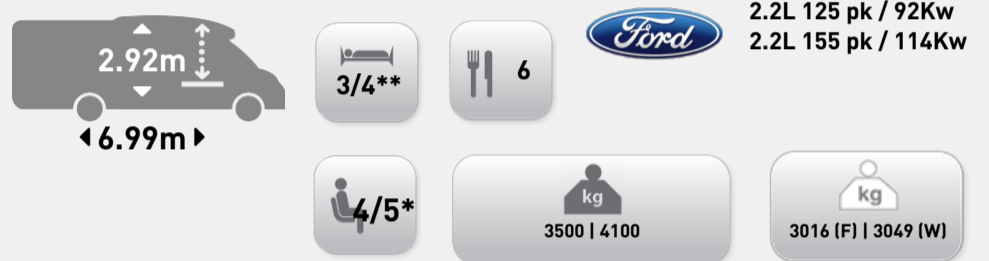 2.92m
6.99m
3/4**
6
Ford
2.2L 125 pk / 92Kw
2.2L 155 pk / 114Kw
4/5*
kg
3500 | 4100
kg
3016 (F) | 3049 (W)